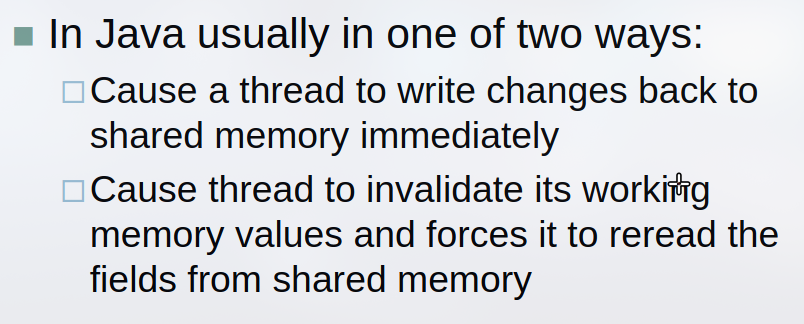 In Java usually in one of two ways:
Cause a thread to write changes back to
shared memory immediately
Cause thread to invalidate its working
memory values and forces it to reread the
fields from shared memory